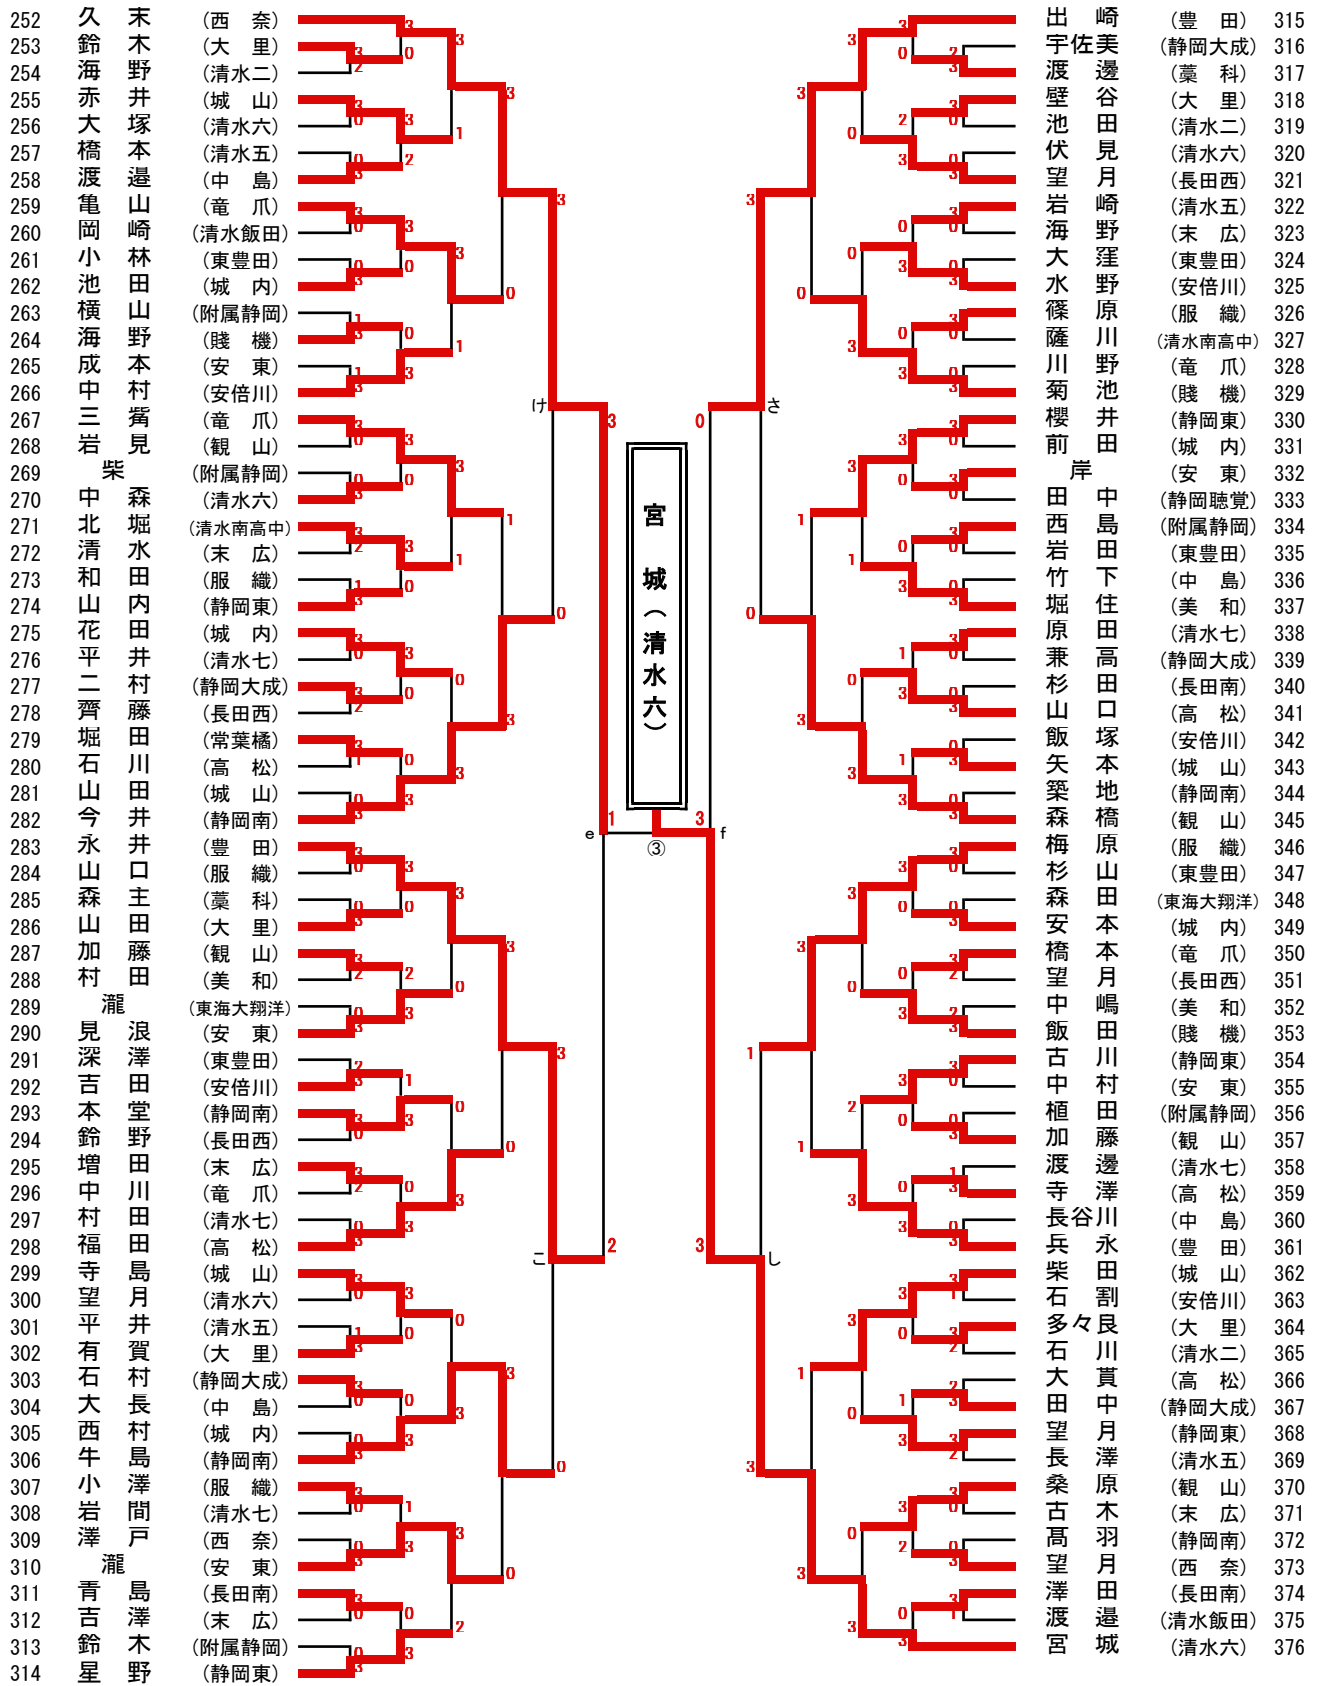 252 久末 (西 奈)
253 鈴木 (大 里)
254 海野 (清水二)
255 赤井 (城 山)
256 大塚 (清水六)
257 橋本 (清水五)
258 渡邉 (中 島)
259 亀山 (竜 爪)
260 岡崎 (清水飯田)
261 小林 (東豊田)
262 池田 (城 内)
263 横山 (附属静岡)
264 海野 (賤 機)
265 成本 (安 東)
266 中村 (安倍川)
267 三觜 (竜 爪)
268 岩見 (観 山)
269 柴 (附属静岡)
270 中森 (清水六)
271 北堀 (清水南高中)
272 清水 (末 広)
273 和田 (服 織)
274 山内 (静岡東)
275 花田 (城 内)
276 平井 (清水七)
277 二村 (静岡大成)
278 齊藤 (長田西)
279 堀田 (常葉橘)
280 石川 (高 松)
281 山田 (城 山)
282 今井 (静岡南)
283 永井 (豊 田)
284 山口 (服 織)
285 森主 (藁 科)
286 山田 (大 里)
287 加藤 (観 山)
288 村田 (美 和)
289 瀧 (東海大翔洋)
290 見浪 (安 東)
291 深澤 (東豊田)
292 吉田 (安倍川)
293 本堂 (静岡南)
294 鈴野 (長田西)
295 増田 (末 広)
296 中川 (竜 爪)
297 村田 (清水七)
298 福田 (高 松)
299 寺島 (城 山)
300 望月 (清水六)
301 平井 (清水五)
302 有賀 (大 里)
303 石村 (静岡大成)
304 大長 (中 島)
305 西村 (城 内)
306 牛島 (静岡南)
307 小澤 (服 織)
308 岩間 (清水七)
309 澤戸 (西 奈)
310 瀧 (安 東)
311 青島 (長田南)
312 吉澤 (末 広)
313 鈴木 (附属静岡)
314 星野 (静岡東)
け
こ
e
宮城(清水六)
③
f
さ
し
出崎 (豊 田) 315
宇佐美 (静岡大成) 316
渡邊 (藁 科) 317
壁谷 (大 里) 318
池田 (清水二) 319
伏見 (清水六) 320
望月 (長田西) 321
岩崎 (清水五) 322
海野 (末 広) 323
大窪 (東豊田) 324
水野 (安倍川) 325
篠原 (服 織) 326
薩川 (清水南高中) 327
川野 (竜 爪) 328
菊池 (賤 機) 329
櫻井 (静岡東) 330
前田 (城 内) 331
岸 (安 東) 332
田中 (静岡聴覚) 333
西島 (附属静岡) 334
岩田 (東豊田) 335
竹下 (中 島) 336
堀住 (美 和) 337
原田 (清水七) 338
兼高 (静岡大成) 339
杉田 (長田南) 340
山口 (高 松) 341
飯塚 (安倍川) 342
矢本 (城 山) 343
築地 (静岡南) 344
森橋 (観 山) 345
梅原 (服 織) 346
杉山 (東豊田) 347
森田 (東海大翔洋) 348
安本 (城 内) 349
橋本 (竜 爪) 350
望月 (長田西) 351
中嶋 (美 和) 352
飯田 (賤 機) 353
古川 (静岡東) 354
中村 (安 東) 355
植田 (附属静岡) 356
加藤 (観 山) 357
渡邊 (清水七) 358
寺澤 (高 松) 359
長谷川 (中 島) 360
兵永 (豊 田) 361
柴田 (城 山) 362
石割 (安倍川) 363
多々良 (大 里) 364
石川 (清水二) 365
大貫 (高 松) 366
田中 (静岡大成) 367
望月 (静岡東) 368
長澤 (清水五) 369
桑原 (観 山) 370
古木 (末 広) 371
髙羽 (静岡南) 372
望月 (西 奈) 373
澤田 (長田南) 374
渡邉 (清水飯田) 375
宮城 (清水六) 376